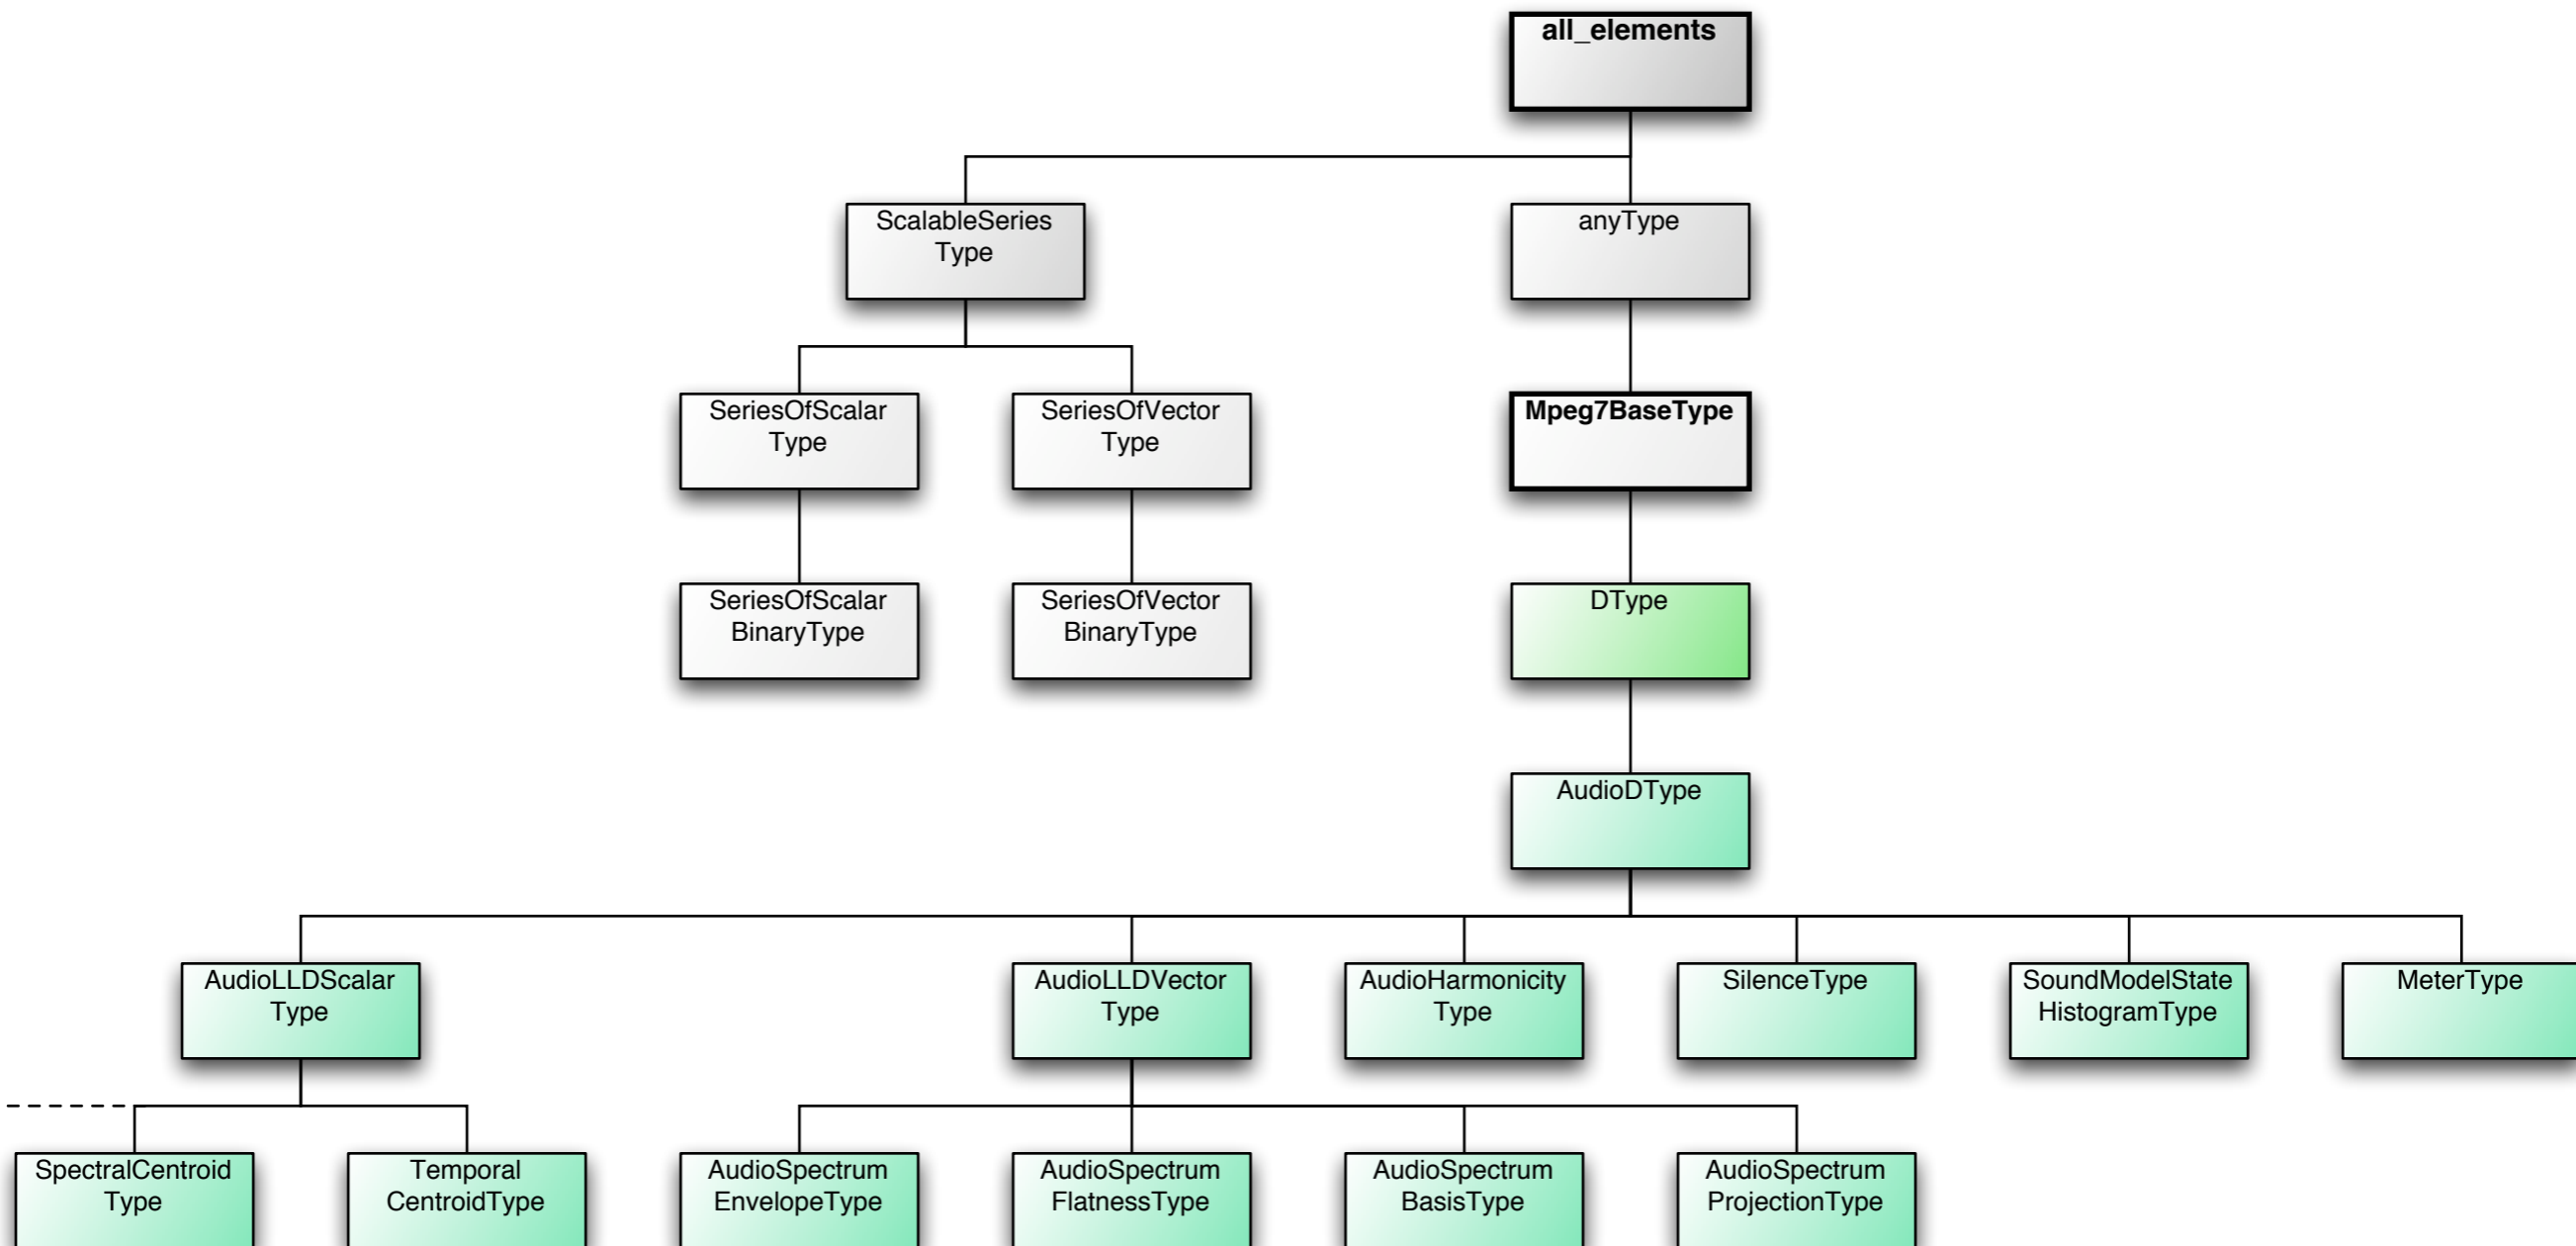 all_elements
ScalableSeries
Type
anyType
SeriesOfScalar
Type
SeriesOfVector
Type
Mpeg7BaseType
SeriesOfScalar
BinaryType
SeriesOfVector
BinaryType
DType
AudioDType
AudioLLDScalar
Type
AudioLLDVector
Type
AudioHarmonicity
Type
SilenceType
SoundModelState
HistogramType
MeterType
SpectralCentroid
Type
Temporal
CentroidType
AudioSpectrum
EnvelopeType
AudioSpectrum
FlatnessType
AudioSpectrum
BasisType
AudioSpectrum
ProjectionType